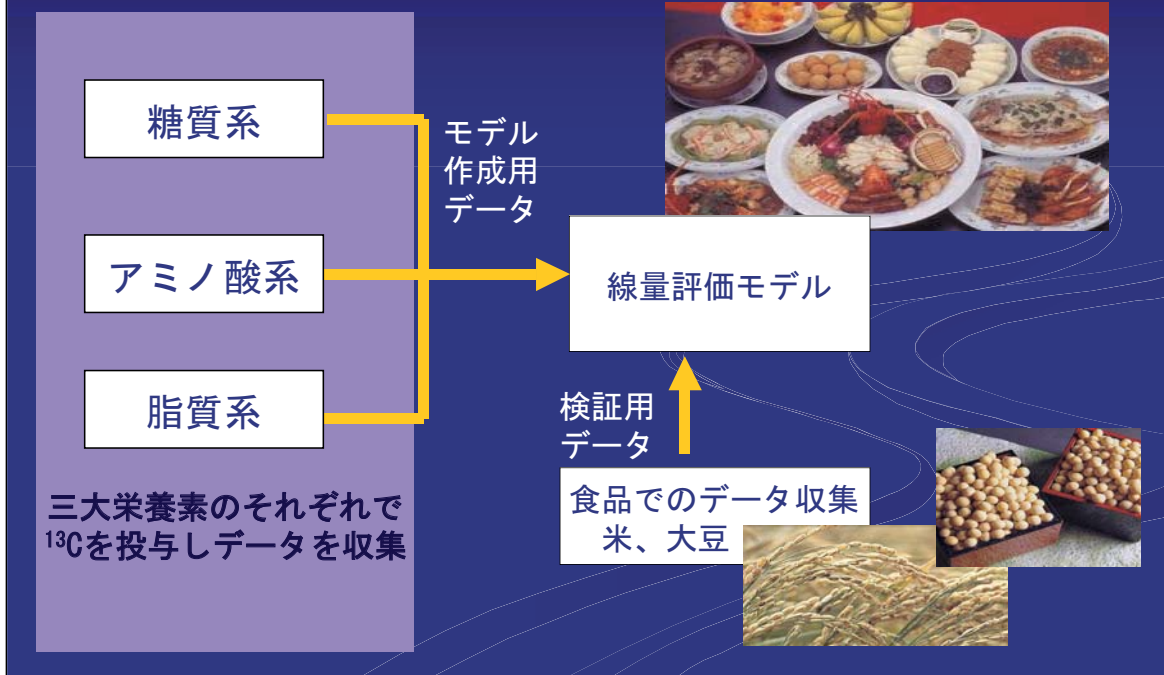 糖質系
アミノ酸系
脂質系
三大栄養素のそれぞれで
¹³Cを投与しデータを収集
モデル
作成用
データ
線量評価モデル
検証用
データ
食品でのデータ収集
米、大豆